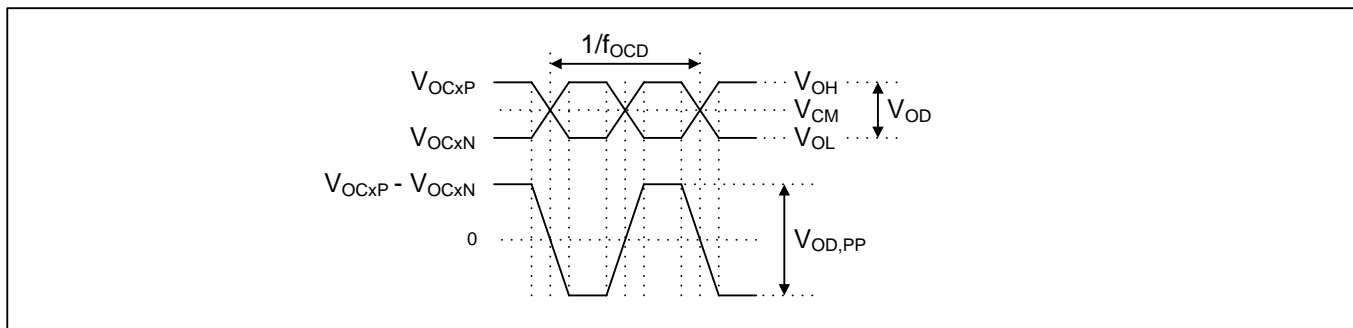 1/fOCD
VOCxP
VOH
VCM
VOD
VOCxN
VOL
VOCxP - VOCxN
0
VOD,PP